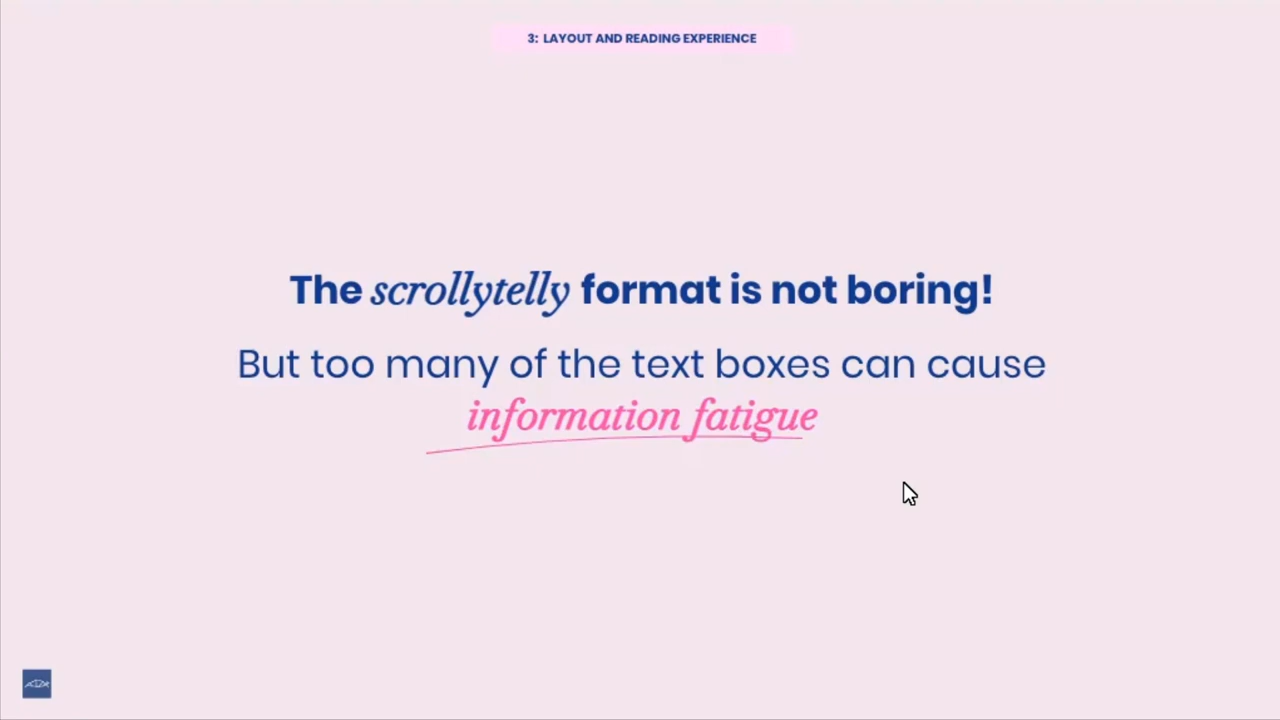 3: LAYOUT AND READING EXPERIENCE
The scrollytelly format is not boring!
But too many of the text boxes can cause
information fatigue